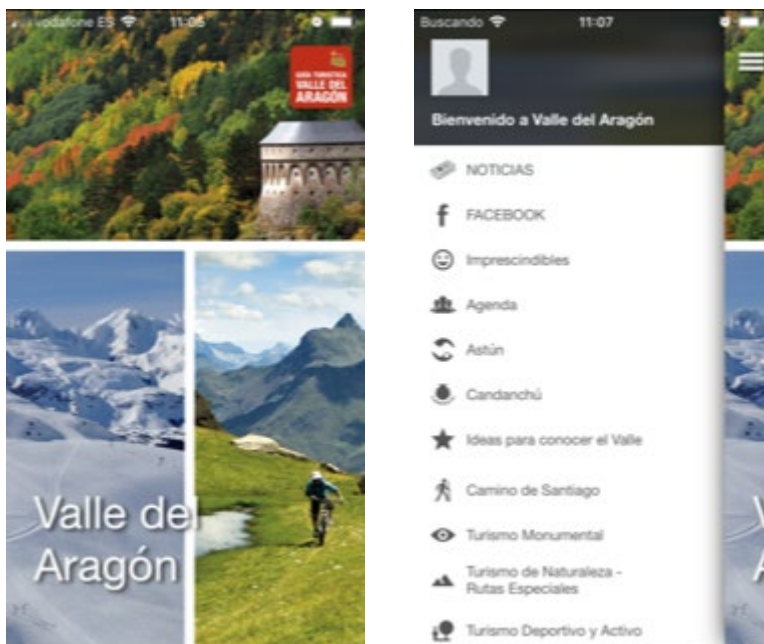 vodafone ES 11:05
GUÍA TURÍSTICA
VALLE DEL
ARAGÓN
Valle del
Aragón
Buscando 11:07
Bienvenido a Valle del Aragón
NOTICIAS
FACEBOOK
Imprescindibles
Agenda
Astún
Candanchú
Ideas para conocer el Valle
Camino de Santiago
Turismo Monumental
Turismo de Naturaleza -
Rutas Especiales
Turismo Deportivo y Activo
V
A